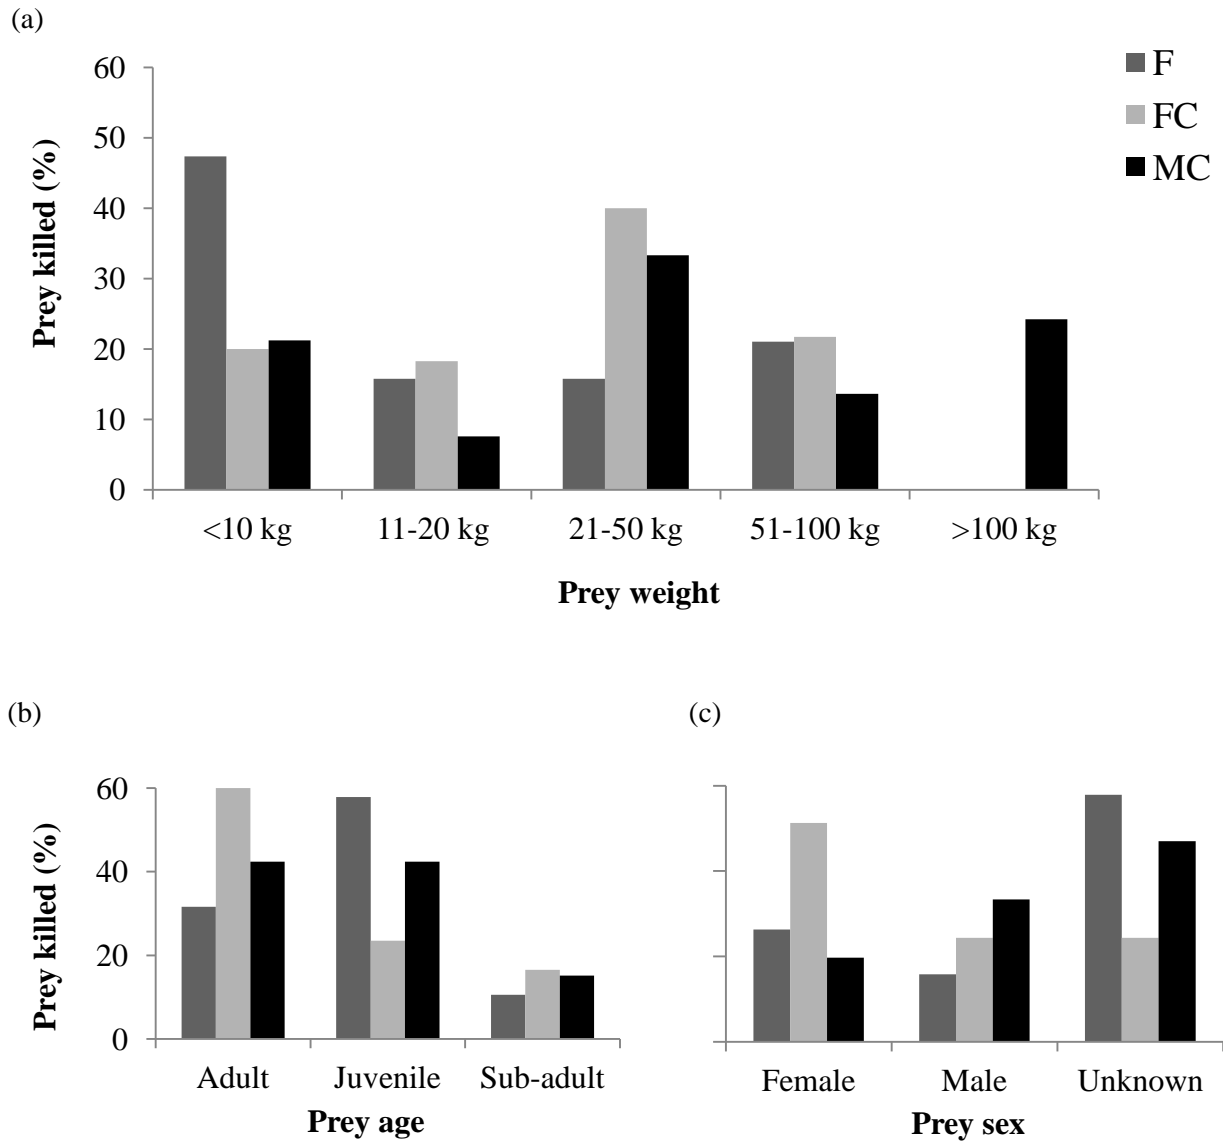 (a)
60
50
40
30
20
10
0
Prey killed (%)
F
FC
MC
<10 kg 11-20 kg 21-50 kg 51-100 kg >100 kg
Prey weight
(b)
60
40
20
0
Prey killed (%)
Adult Juvenile Sub-adult
Prey age
(c)
Female Male Unknown
Prey sex